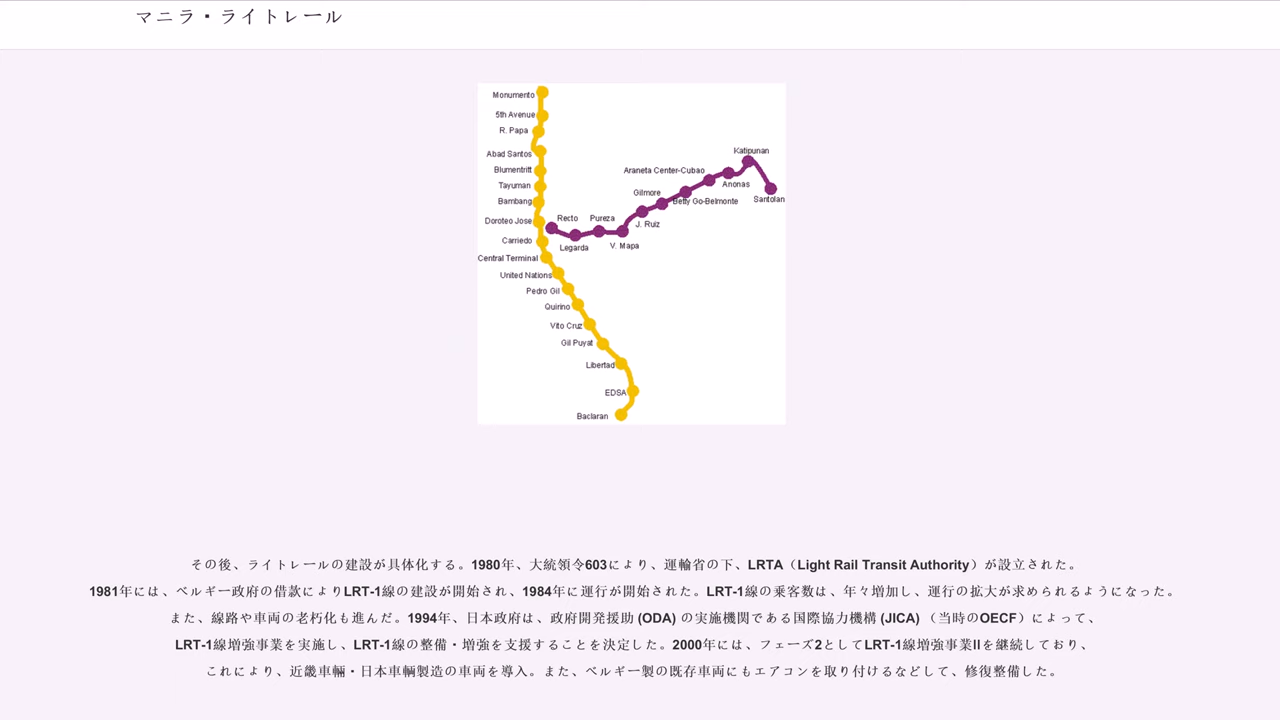 マニラ・ライトレール
Monumento
5th Avenue
R. Papa
Abad Santos
Blumentritt
Tayuman
Bambang
Doroteo Jose
Carriedo
Central Terminal
United Nations
Pedro Gil
Quirino
Vito Cruz
Gil Puyat
Libertad
EDSA
Baclaran
Recto
Legarda
Pureza
V. Mapa
J. Ruiz
Gilmore
Betty Go-Belmonte
Araneta Center-Cubao
Anonas
Katipunan
Santolan
その後、ライトレールの建設が具体化する。1980年、大統領令603により、運輸省の下、LRTA（Light Rail Transit Authority）が設立された。
1981年には、ベルギー政府の借款によりLRT-1線の建設が開始され、1984年に運行が開始された。LRT-1線の乗客数は、年々増加し、運行の拡大が求められるようになった。
また、線路や車両の老朽化も進んだ。1994年、日本政府は、政府開発援助 (ODA) の実施機関である国際協力機構 (JICA) （当時のOECF）によって、
LRT-1線増強事業を実施し、LRT-1線の整備・増強を支援することを決定した。2000年には、フェーズ2としてLRT-1線増強事業IIを継続しており、
これにより、近畿車輛・日本車輌製造の車両を導入。また、ベルギー製の既存車両にもエアコンを取り付けるなどして、修復整備した。